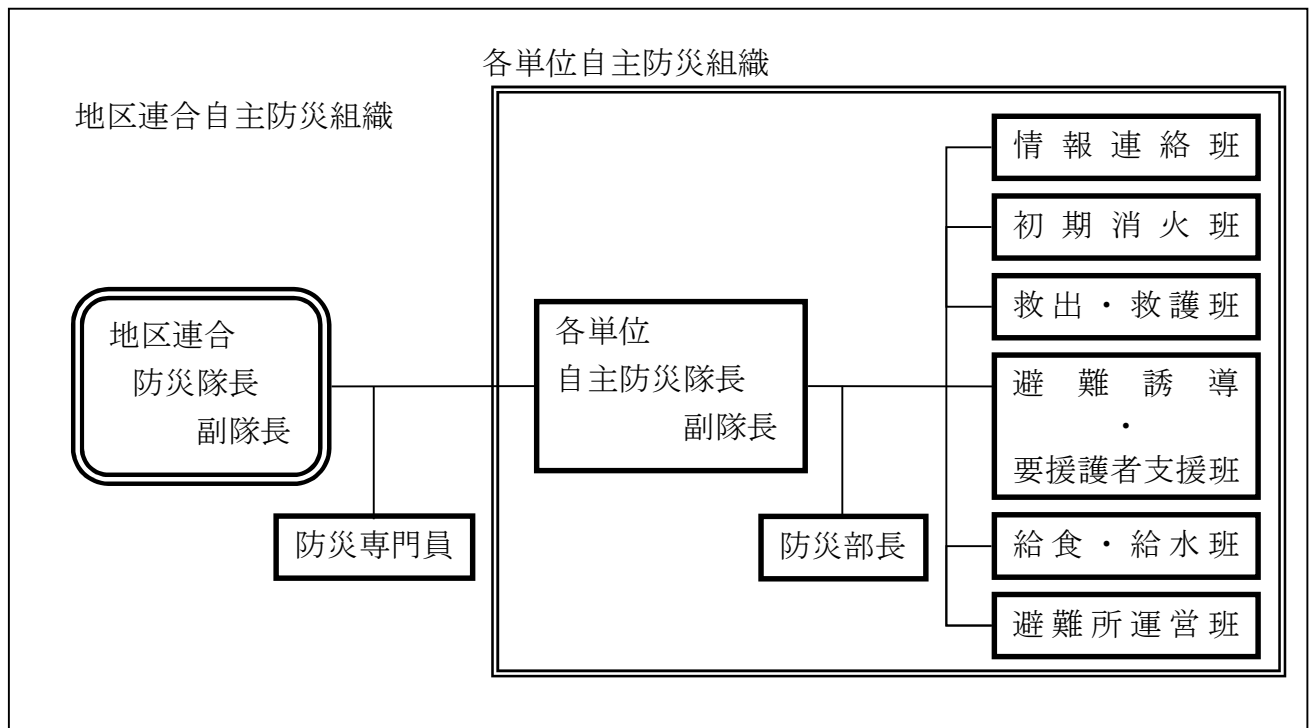 各単位自主防災組織
地区連合自主防災組織
地区連合
防災隊長
副隊長
防災専門員
各単位
自主防災隊長
副隊長
防災部長
情報連絡班
初期消火班
救出・救護班
避難誘導
・
要援護者支援班
給食・給水班
避難所運営班